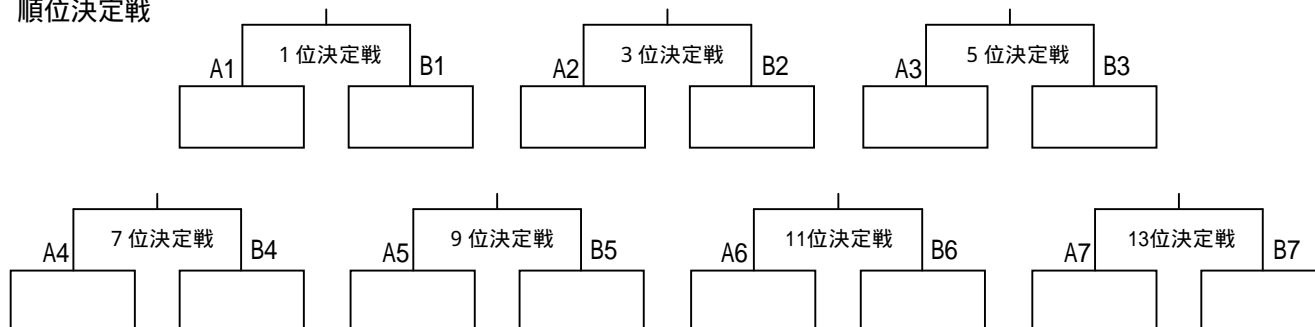 順位決定戦
A1 1位決定戦 B1 A2 3位決定戦 B2 A3 5位決定戦 B3
A4 7位決定戦 B4 A5 9位決定戦 B5 A6 11位決定戦 B6 A7 13位決定戦 B7